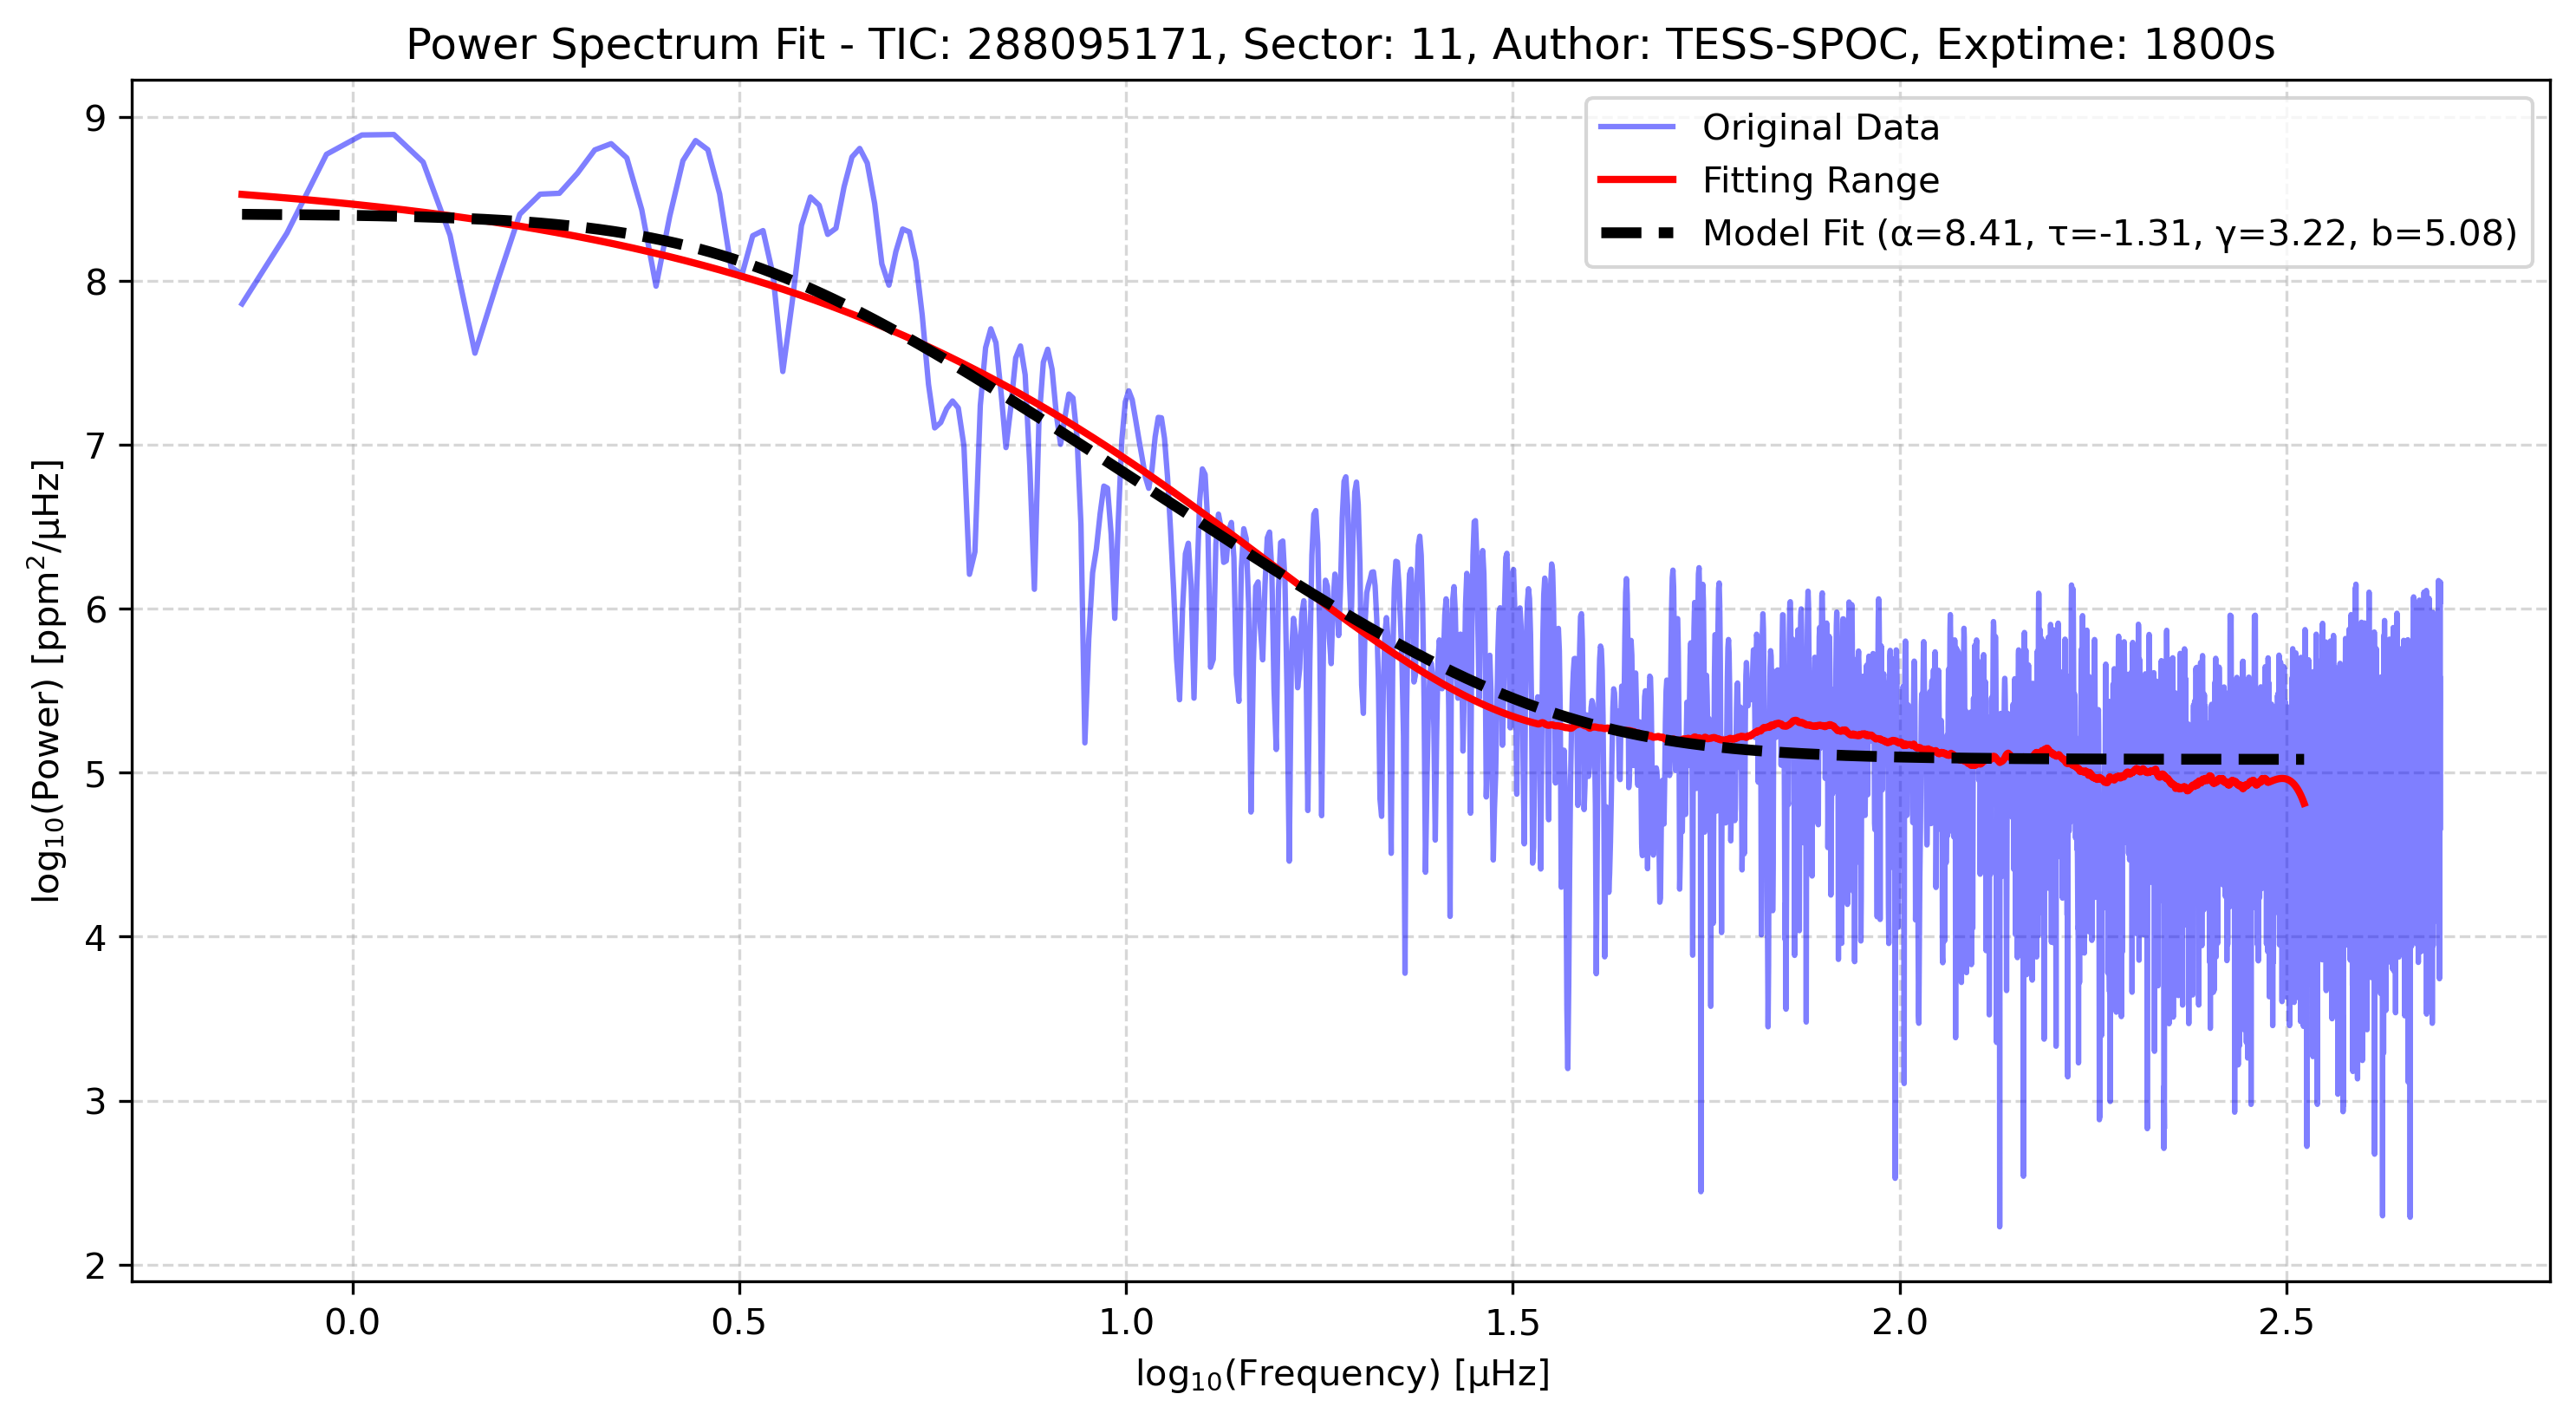 Power Spectrum Fit - TIC: 288095171, Sector: 11, Author: TESS-SPOC, Exptime: 1800s
Original Data
Fitting Range
Model Fit (α=8.41, τ=-1.31, γ=3.22, b=5.08)
log₁₀(Power) [ppm²/μHz]
9
8
7
6
5
4
3
2
0.0 0.5 1.0 1.5 2.0 2.5
log₁₀(Frequency) [μHz]